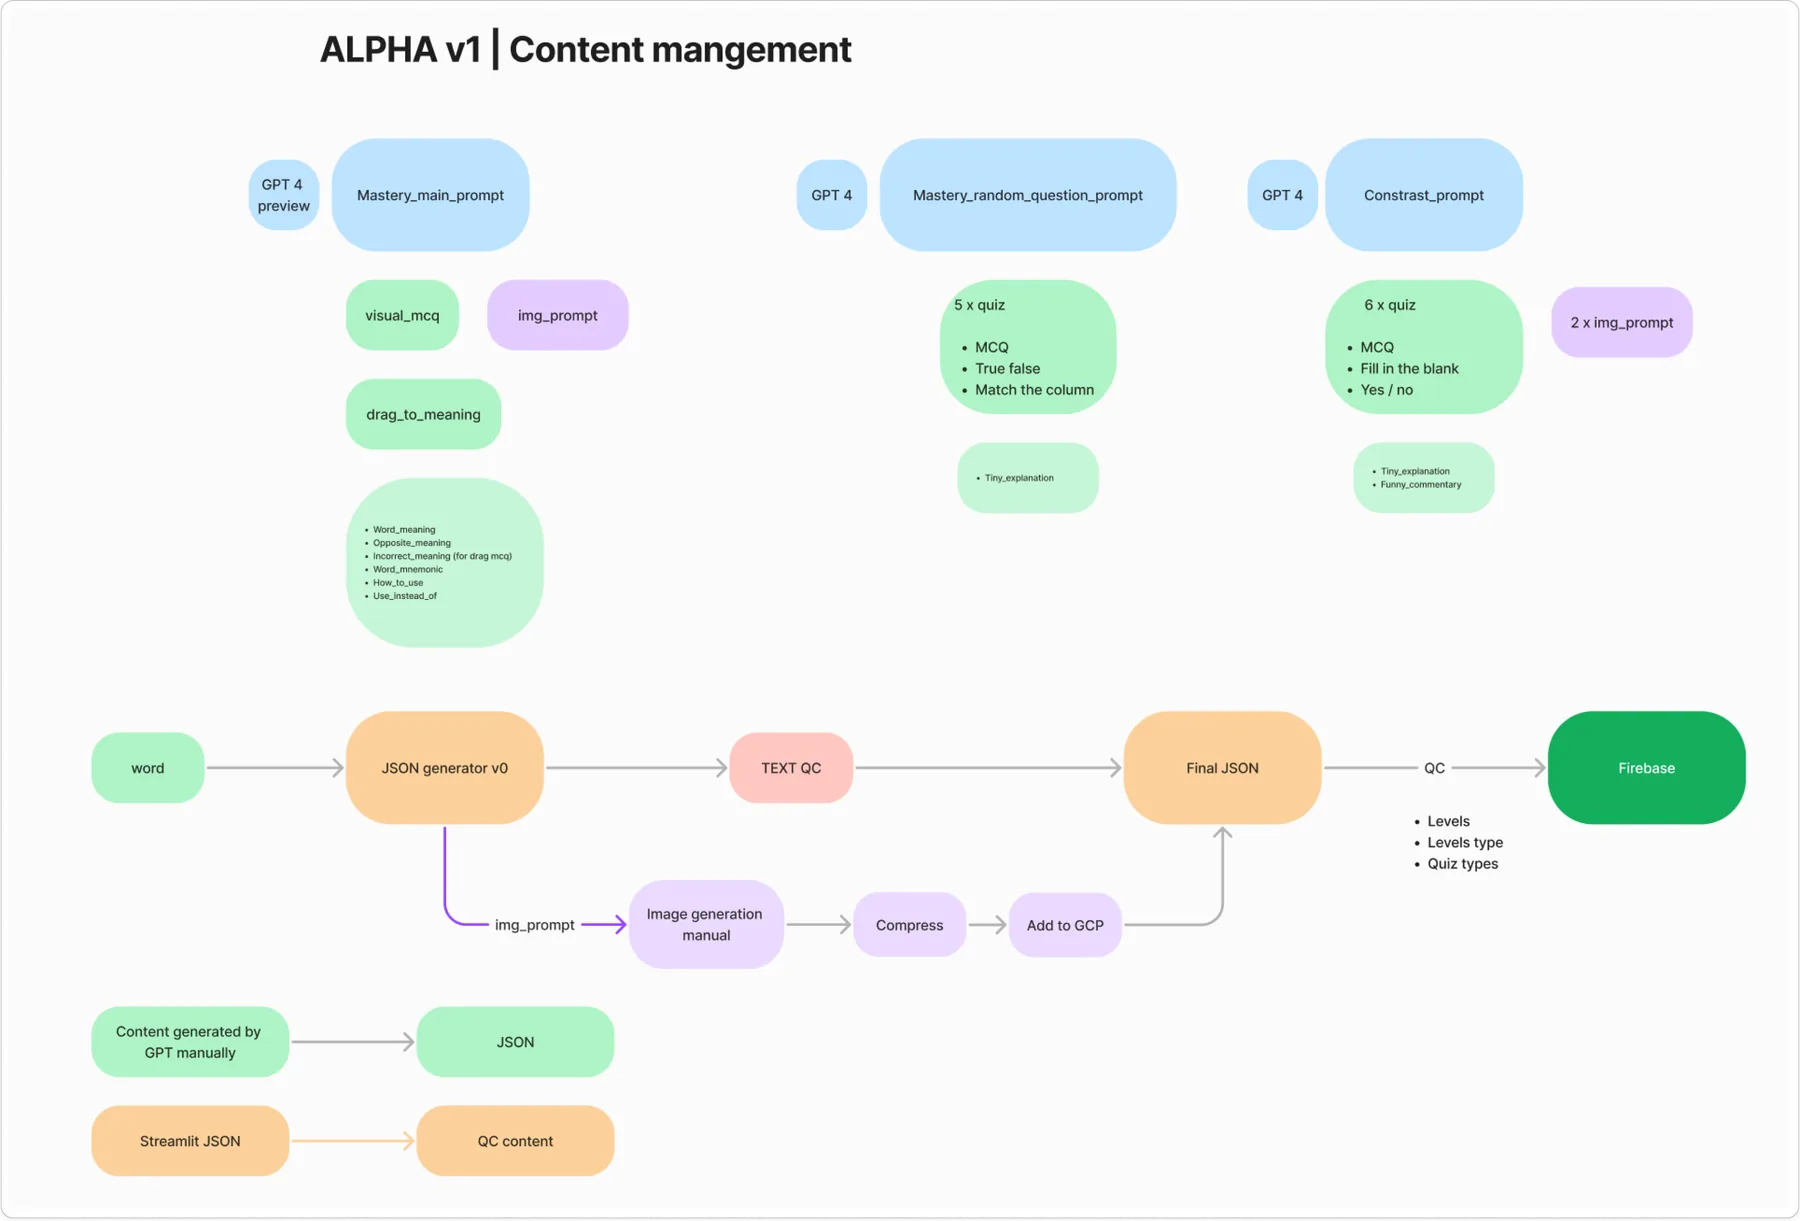 ALPHA v1 | Content mangement
GPT 4
preview
Mastery_main_prompt
GPT 4
Mastery_random_question_prompt
GPT 4
Constrast_prompt
visual_mcq
img_prompt
drag_to_meaning
• Word_meaning
• Opposite_meaning
• Incorrect_meaning (for drag mcq)
• Word_mnemonic
• How_to_use
• Use_instead_of
5 x quiz
• MCQ
• True false
• Match the column
• Tiny_explanation
6 x quiz
• MCQ
• Fill in the blank
• Yes / no
2 x img_prompt
• Tiny_explanation
• Funny_commentary
word
JSON generator v0
TEXT QC
Final JSON
QC
Firebase
• Levels
• Levels type
• Quiz types
img_prompt
Image generation
manual
Compress
Add to GCP
Content generated by
GPT manually
JSON
Streamlit JSON
QC content